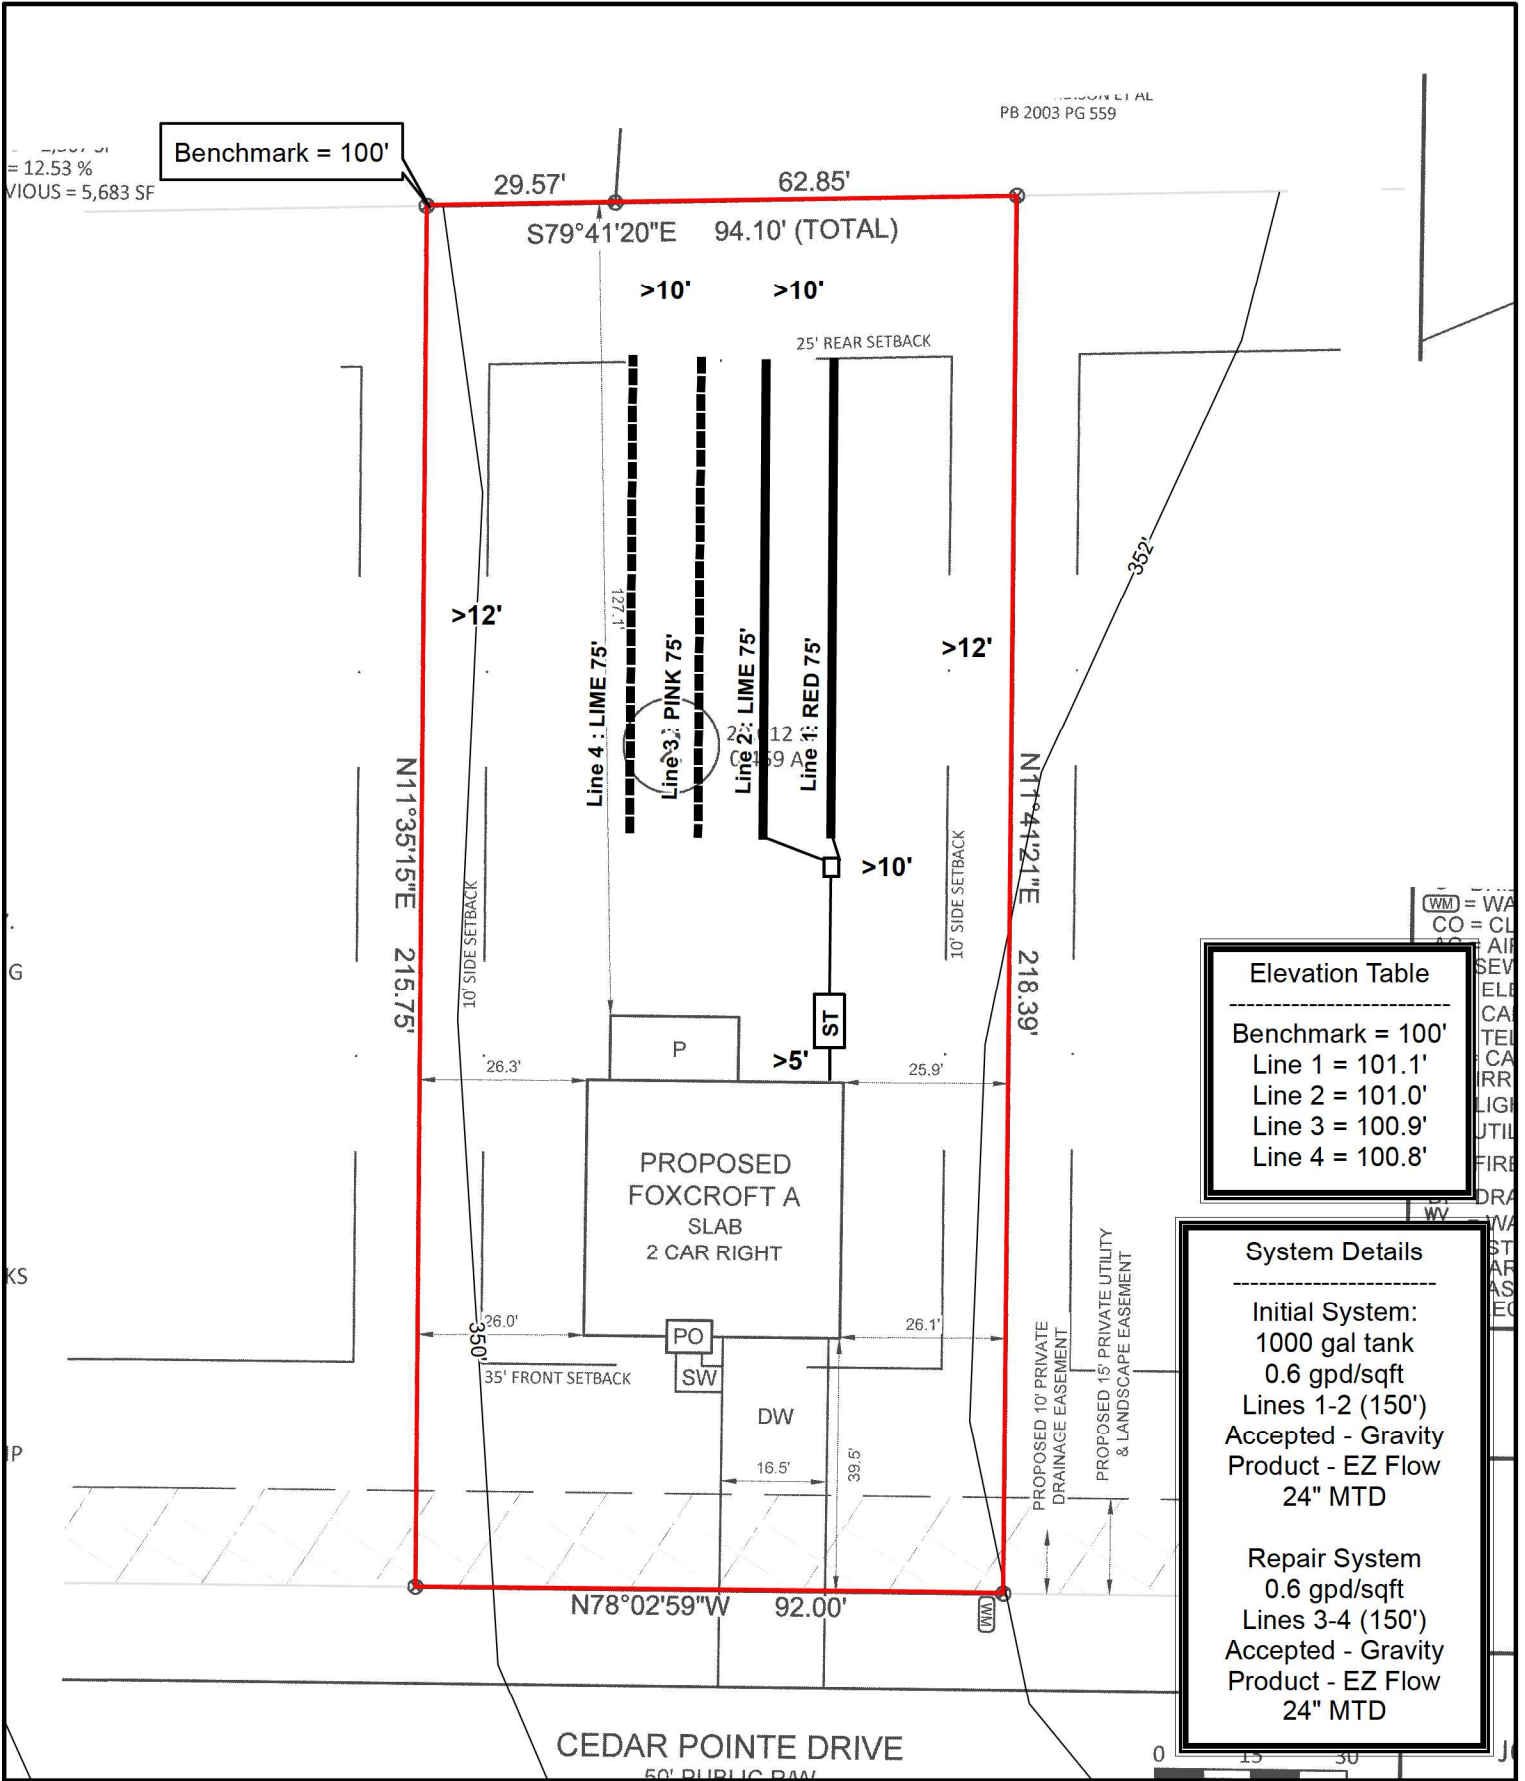 PB 2003 PG 559
= 12.53 %
VIOUS = 5,683 SF
Benchmark = 100'
29.57'
62.85'
S79°41'20"E 94.10' (TOTAL)
>10'
>10'
25' REAR SETBACK
352'
>12'
>12'
127.1'
Line 4 : LIME 75'
Line 3 : PINK 75'
Line 2 : LIME 75'
Line 1 : RED 75'
N11°35'15"E 215.75'
N11°41'21"E 218.39'
>10'
10' SIDE SETBACK
10' SIDE SETBACK
ST
P
>5'
26.3'
25.9'
PROPOSED
FOXCROFT A
SLAB
2 CAR RIGHT
26.0'
26.1'
350'
PO
SW
35' FRONT SETBACK
DW
16.5'
39.5'
PROPOSED 10' PRIVATE
DRAINAGE EASEMENT
PROPOSED 15' PRIVATE UTILITY
& LANDSCAPE EASEMENT
N78°02'59"W 92.00'
WM
CEDAR POINTE DRIVE
50' PUBLIC R/W
G
KS
IP
WM = WA
CO = CL
Elevation Table
Benchmark = 100'
Line 1 = 101.1'
Line 2 = 101.0'
Line 3 = 100.9'
Line 4 = 100.8'
System Details
Initial System:
1000 gal tank
0.6 gpd/sqft
Lines 1-2 (150')
Accepted - Gravity
Product - EZ Flow
24" MTD
Repair System
0.6 gpd/sqft
Lines 3-4 (150')
Accepted - Gravity
Product - EZ Flow
24" MTD
0 15 30